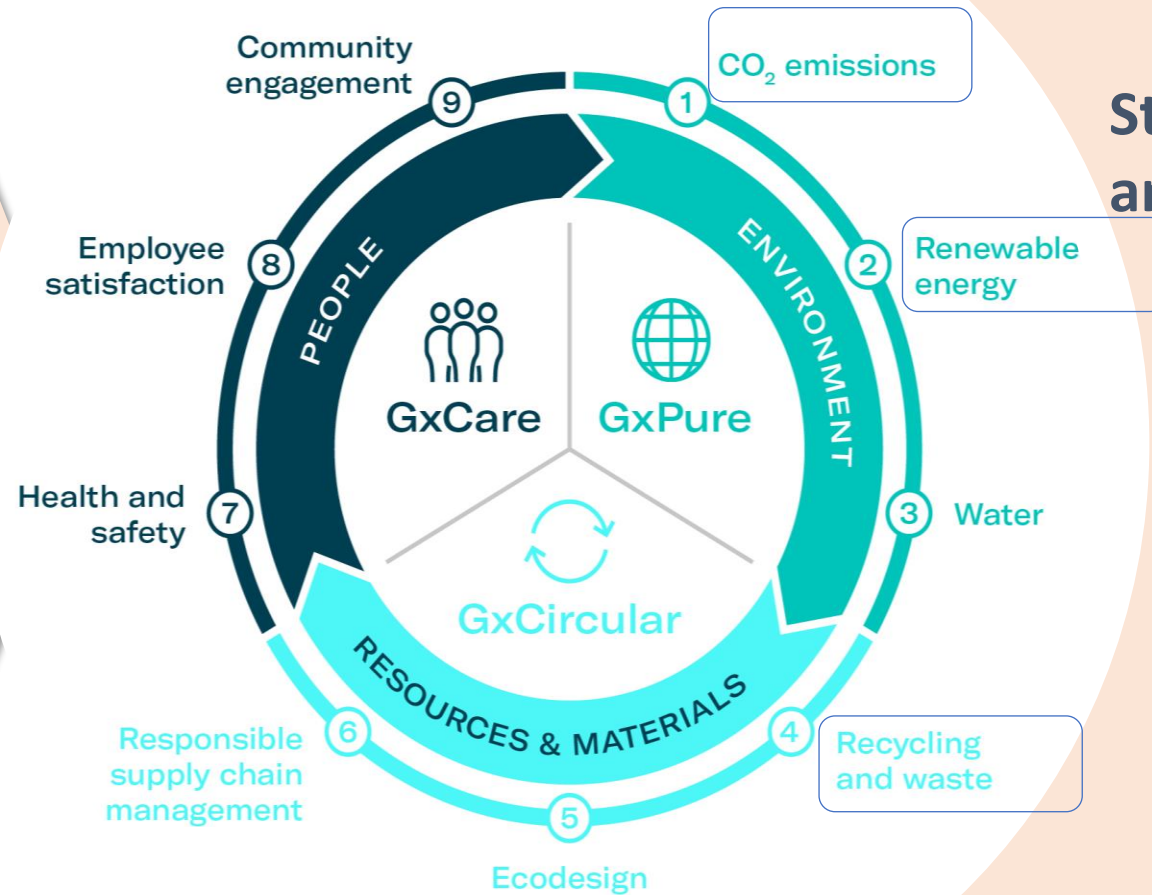 Community
engagement
9
1
CO₂ emissions
2
Renewable
energy
3
Water
4
Recycling
and waste
5
Ecodesign
6
Responsible
supply chain
management
7
Health and
safety
8
Employee
satisfaction
PEOPLE
ENVIRONMENT
RESOURCES & MATERIALS
GxCare
GxPure
GxCircular